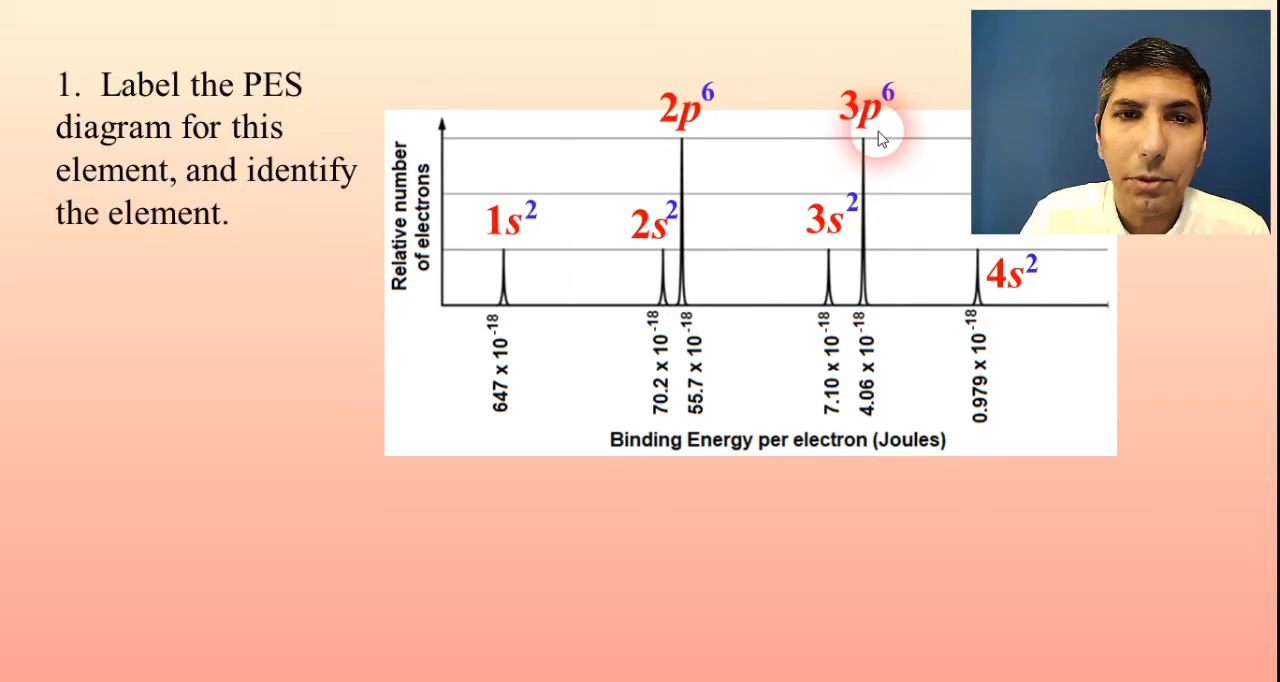 1. Label the PES
diagram for this
element, and identify
the element.
2p⁶
3p⁶
1s²
2s²
3s²
4s²
Relative number
of electrons
647 x 10⁻¹⁸
70.2 x 10⁻¹⁸
55.7 x 10⁻¹⁸
7.10 x 10⁻¹⁸
4.06 x 10⁻¹⁸
0.979 x 10⁻¹⁸
Binding Energy per electron (Joules)